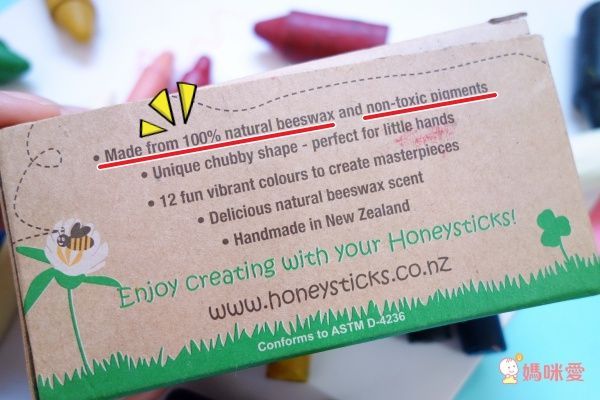 • Made from 100% natural beeswax and non-toxic pigments
• Unique chubby shape - perfect for little hands
• 12 fun vibrant colours to create masterpieces
• Delicious natural beeswax scent
• Handmade in New Zealand
Enjoy creating with your Honeysticks!
www.honeysticks.co.nz
Conforms to ASTM D-4236
媽咪愛